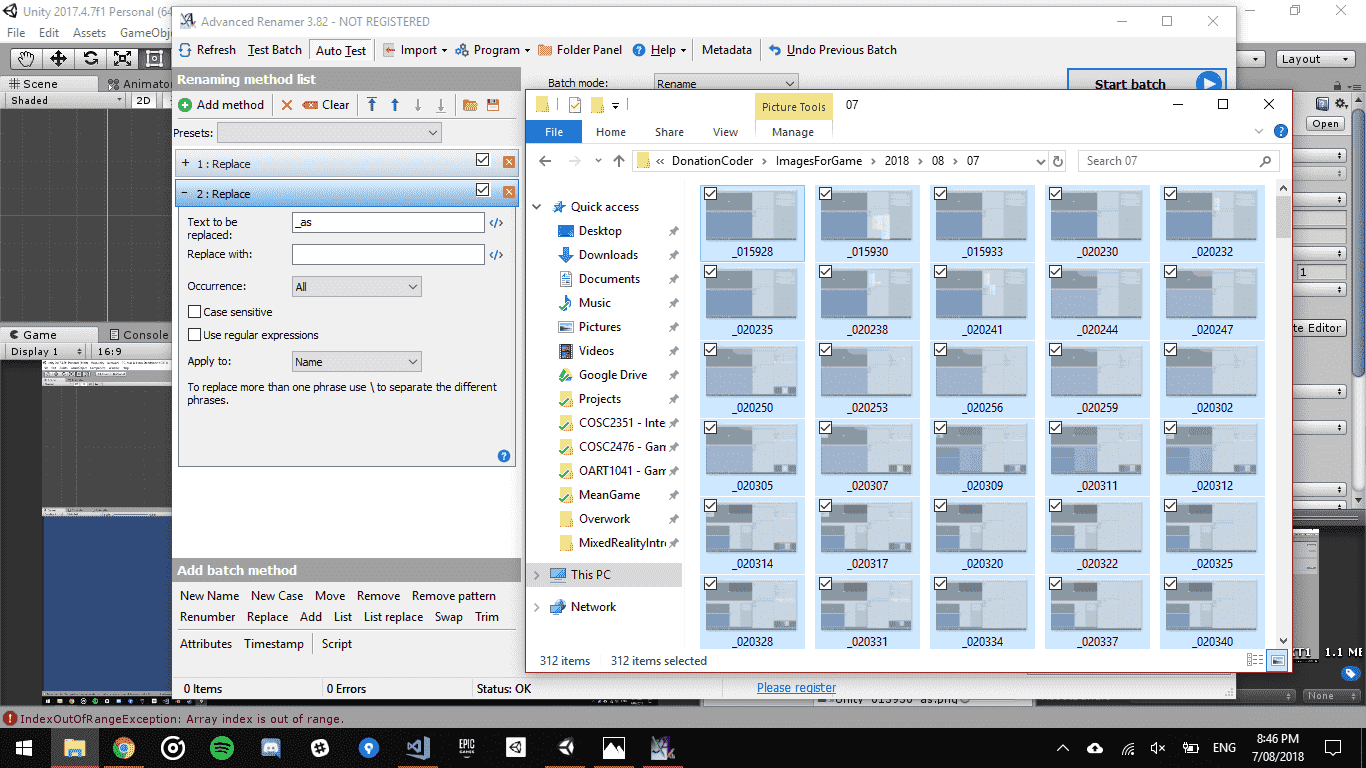 Unity 2017.4.7f1 Personal (64
File Edit Assets GameObj
Scene Animator
Shaded 2D
Game Console
Display 1 16:9
Advanced Renamer 3.82 - NOT REGISTERED
Refresh Test Batch Auto Test Import Program Folder Panel Help Metadata Undo Previous Batch
Renaming method list
Batch mode: Rename
Start batch
Add method Clear
Presets:
1 : Replace
2 : Replace
Text to be replaced: _as
Replace with:
Occurrence: All
Case sensitive
Use regular expressions
Apply to: Name
To replace more than one phrase use \ to separate the different
phrases.
Add batch method
New Name New Case Move Remove Remove pattern
Renumber Replace Add List List replace Swap Trim
Attributes Timestamp Script
0 Items 0 Errors Status: OK Please register
Picture Tools 07
File Home Share View Manage
« DonationCoder ImagesForGame 2018 08 07
Search 07
Quick access
Desktop
Downloads
Documents
Music
Pictures
Videos
Google Drive
Projects
COSC2351 - Inte
COSC2476 - Gam
OART1041 - Gam
MeanGame
Overwork
MixedRealityIntro
This PC
Network
_015928 _015930 _015933 _020230 _020232
_020235 _020238 _020241 _020244 _020247
_020250 _020253 _020256 _020259 _020302
_020305 _020307 _020309 _020311 _020312
_020314 _020317 _020320 _020322 _020325
_020328 _020331 _020334 _020337 _020340
312 items 312 items selected
Layout
Open
1
te Editor
1.1 MB
None
IndexOutOfRangeException: Array index is out of range.
EPIC
GAMES
ENG
8:46 PM
7/08/2018